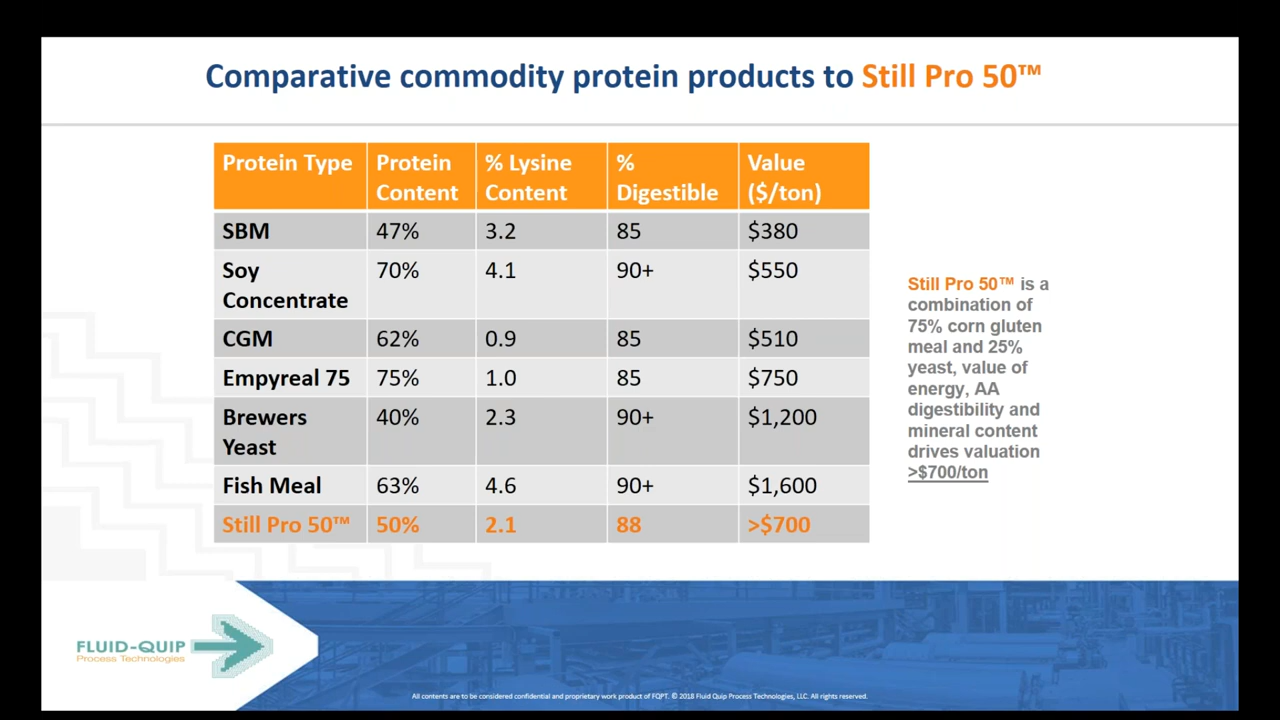 Comparative commodity protein products to Still Pro 50™
Protein Type
Protein Content
% Lysine Content
% Digestible
Value ($/ton)
SBM 47% 3.2 85 $380
Soy Concentrate 70% 4.1 90+ $550
CGM 62% 0.9 85 $510
Empyreal 75 75% 1.0 85 $750
Brewers Yeast 40% 2.3 90+ $1,200
Fish Meal 63% 4.6 90+ $1,600
Still Pro 50™ 50% 2.1 88 >$700
Still Pro 50™ is a
combination of
75% corn gluten
meal and 25%
yeast, value of
energy, AA
digestibility and
mineral content
drives valuation
>$700/ton
FLUID-QUIP
Process Technologies
All contents are to be considered confidential and proprietary work product of FQPT. © 2018 Fluid Quip Process Technologies, LLC. All rights reserved.